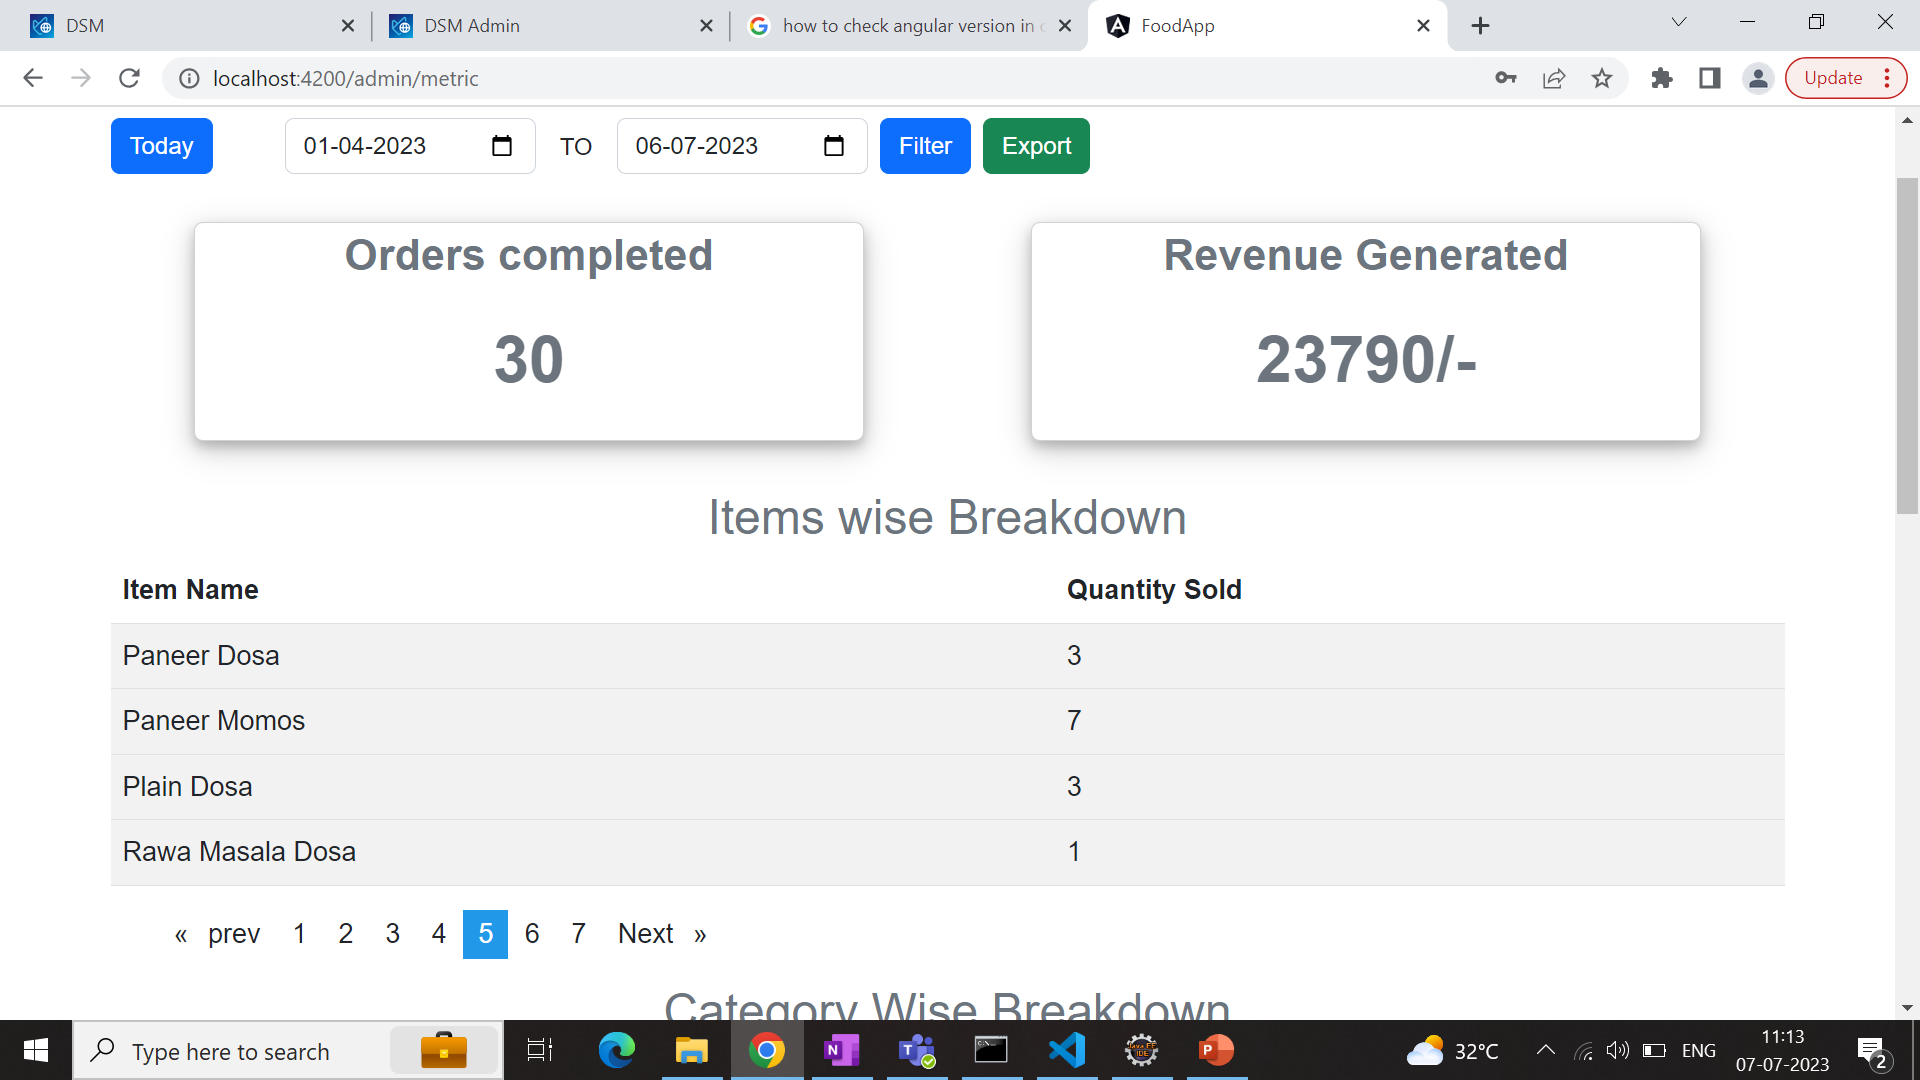 DSM
DSM Admin
how to check angular version in
FoodApp
localhost:4200/admin/metric
Update
Today
01-04-2023
TO
06-07-2023
Filter
Export
Orders completed
30
Revenue Generated
23790/-
Items wise Breakdown
Item Name Quantity Sold
Paneer Dosa 3
Paneer Momos 7
Plain Dosa 3
Rawa Masala Dosa 1
« prev 1 2 3 4 5 6 7 Next »
Category Wise Breakdown
Type here to search
32°C
ENG
11:13
07-07-2023
2